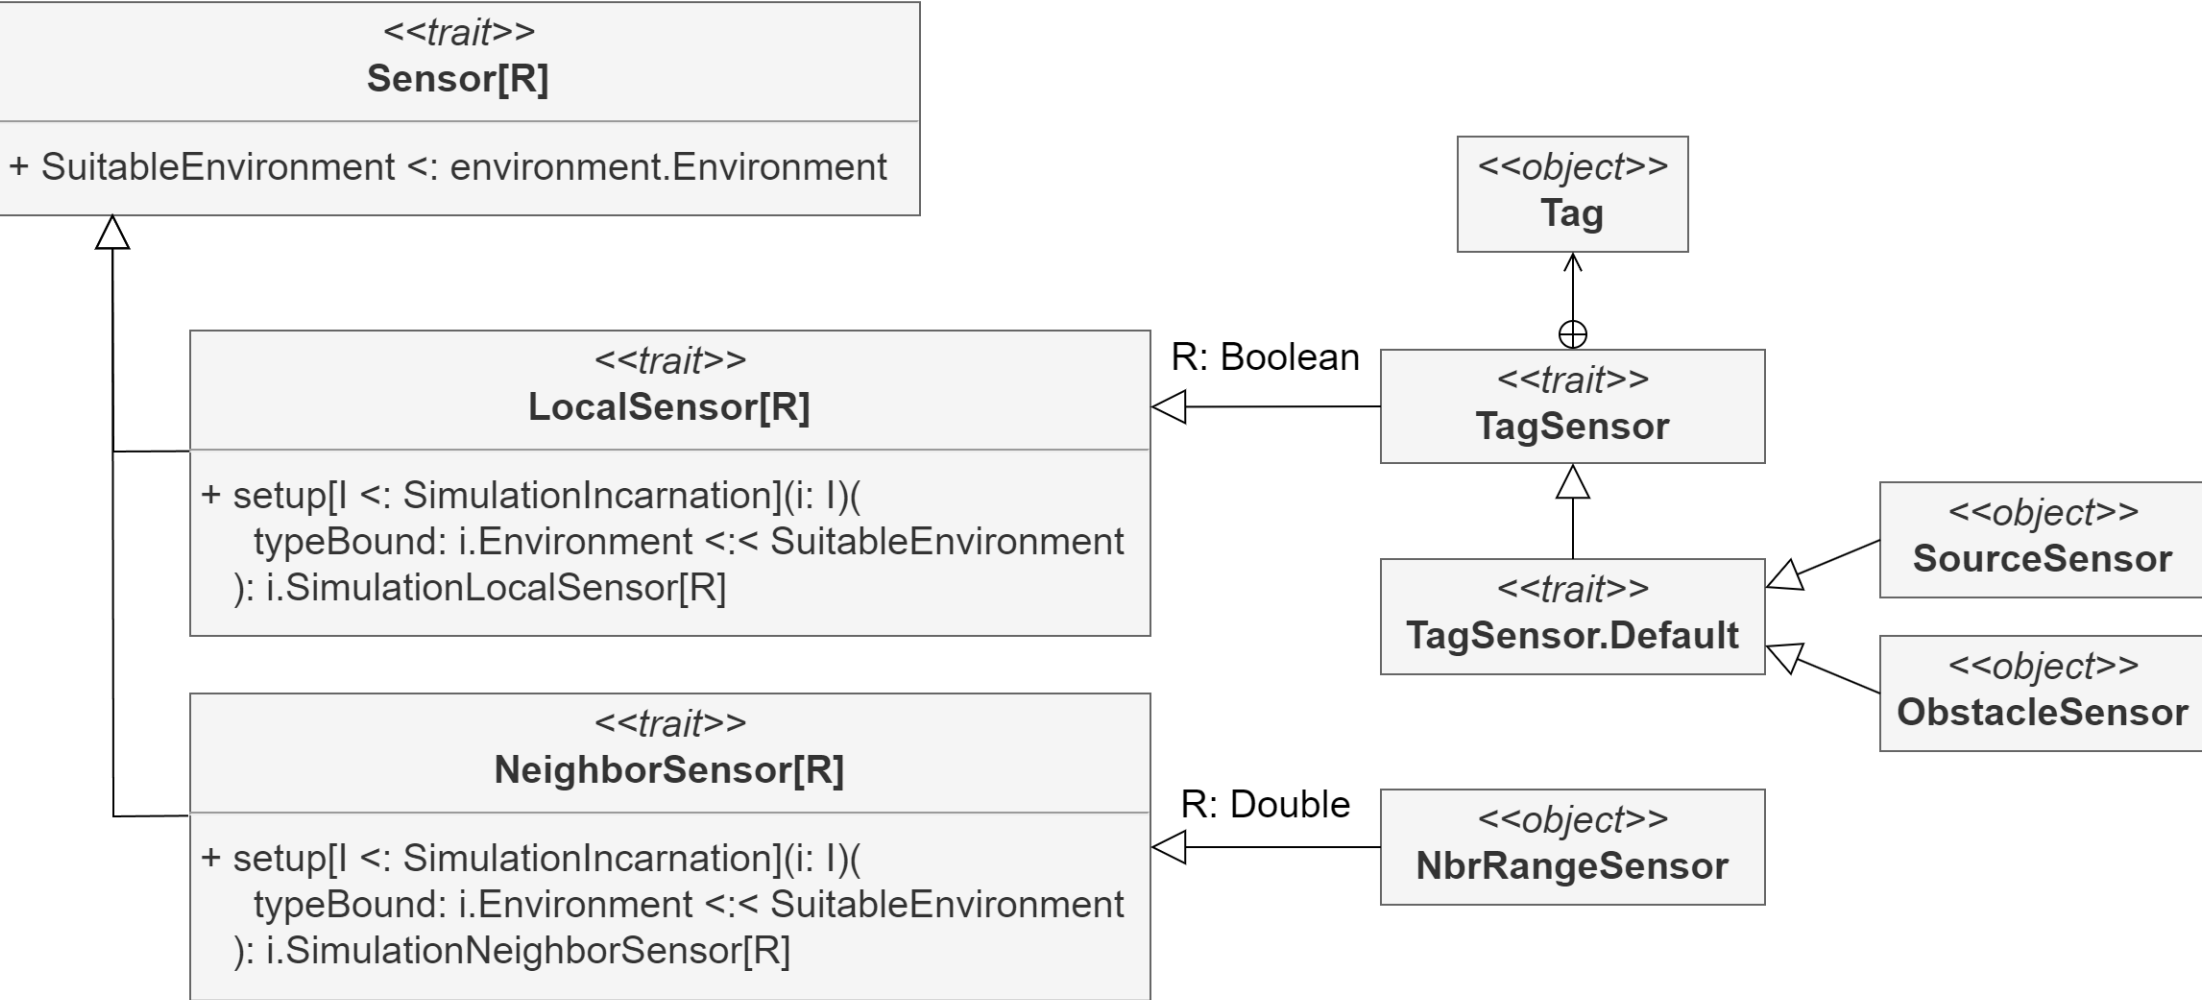 <<trait>>
Sensor[R]
+ SuitableEnvironment <: environment.Environment
<<object>>
Tag
<<trait>>
LocalSensor[R]
+ setup[I <: SimulationIncarnation](i: I)(
typeBound: i.Environment <:< SuitableEnvironment
): i.SimulationLocalSensor[R]
R: Boolean
<<trait>>
TagSensor
<<trait>>
TagSensor.Default
<<object>>
SourceSensor
<<object>>
ObstacleSensor
<<trait>>
NeighborSensor[R]
+ setup[I <: SimulationIncarnation](i: I)(
typeBound: i.Environment <:< SuitableEnvironment
): i.SimulationNeighborSensor[R]
R: Double
<<object>>
NbrRangeSensor